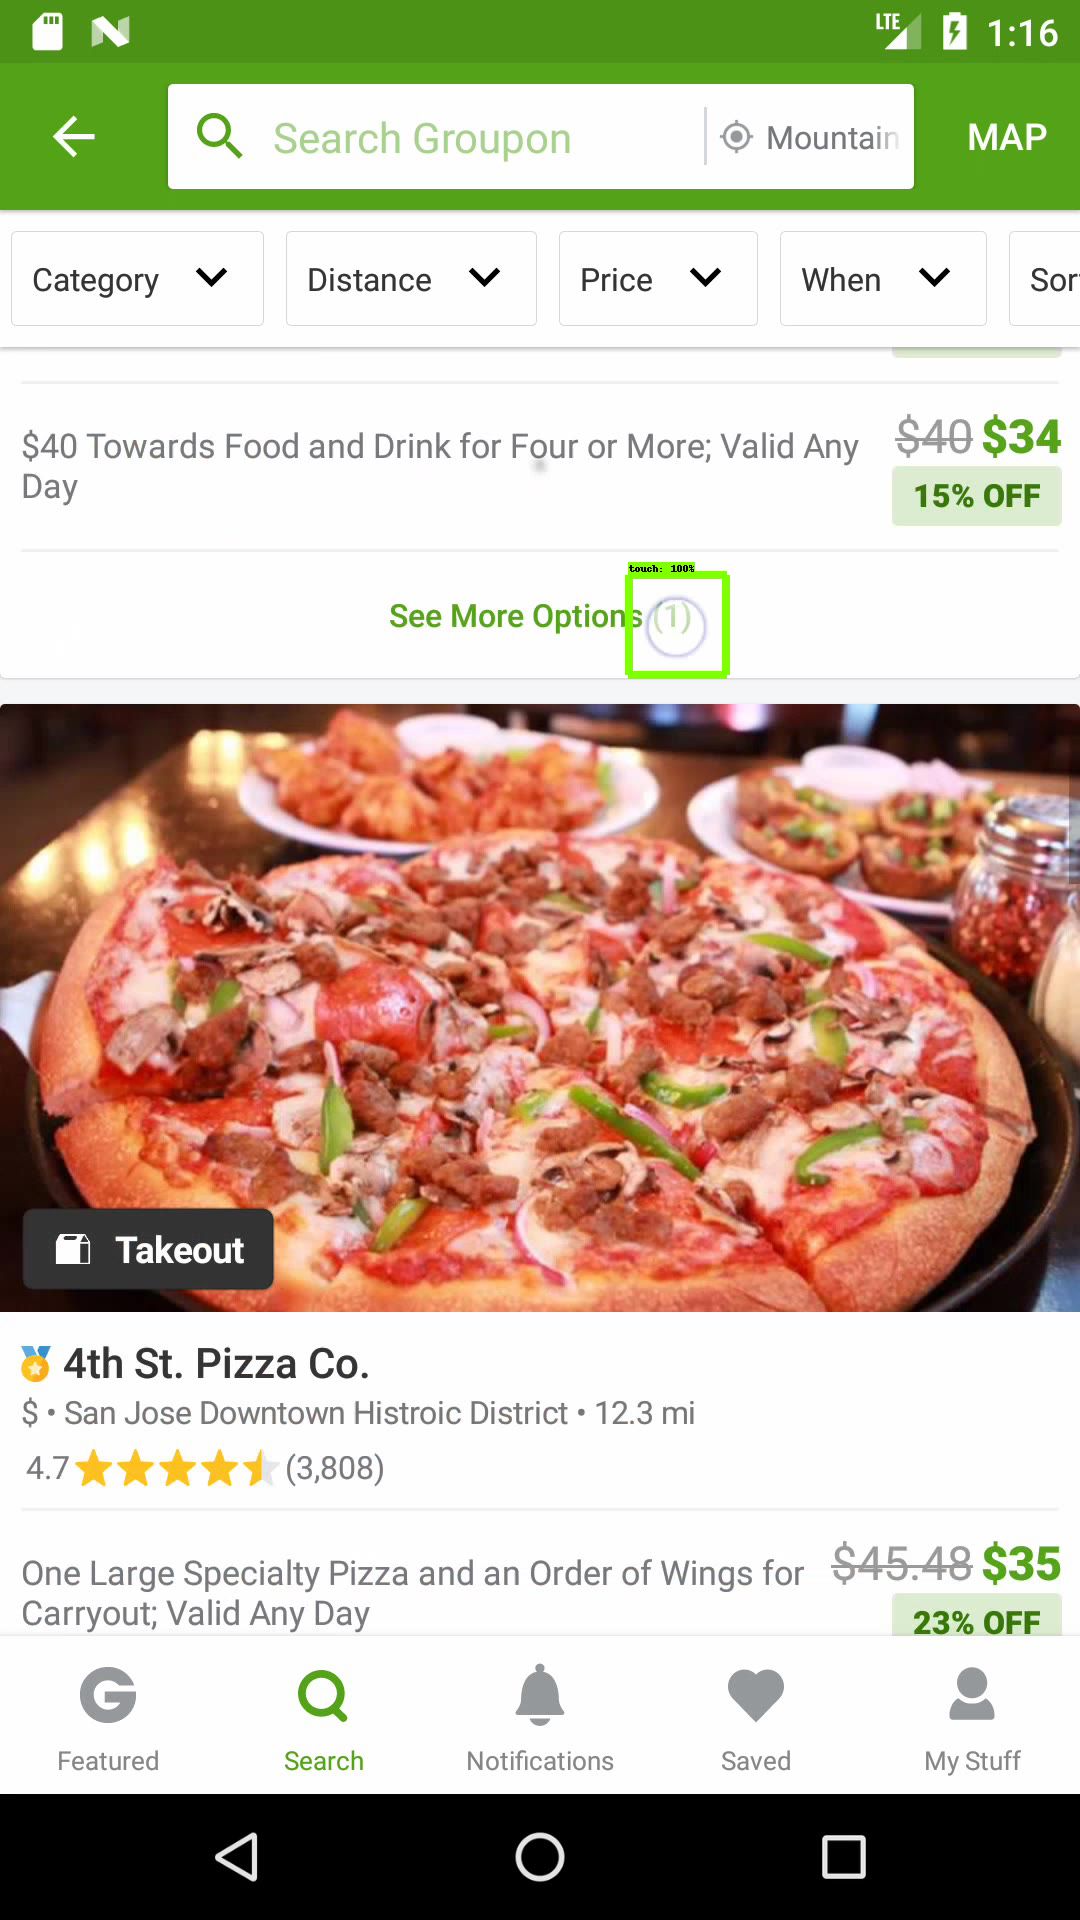 LTE 1:16
Search Groupon Mountain MAP
Category Distance Price When Sor
$40 Towards Food and Drink for Four or More; Valid Any Day
$40 $34
15% OFF
touch: 100%
See More Options (1)
Takeout
4th St. Pizza Co.
$ • San Jose Downtown Histroic District • 12.3 mi
4.7 (3,808)
One Large Specialty Pizza and an Order of Wings for
Carryout; Valid Any Day
$45.48 $35
23% OFF
Featured Search Notifications Saved My Stuff